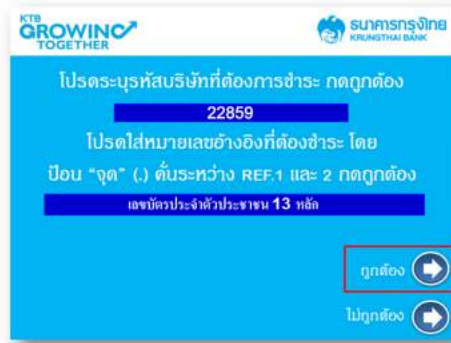 KTB
GROWING
TOGETHER
ธนาคารกรุงไทย
KRUNGTHAI BANK
โปรดระบุรหัสบริษัทที่ต้องการชำระ กดถูกต้อง
22859
โปรดใส่หมายเลขอ้างอิงที่ต้องชำระ โดย
ป้อน “จุด” (.) คั่นระหว่าง REF.1 และ 2 กดถูกต้อง
เลขบัตรประจำตัวประชาชน 13 หลัก
ถูกต้อง
ไม่ถูกต้อง